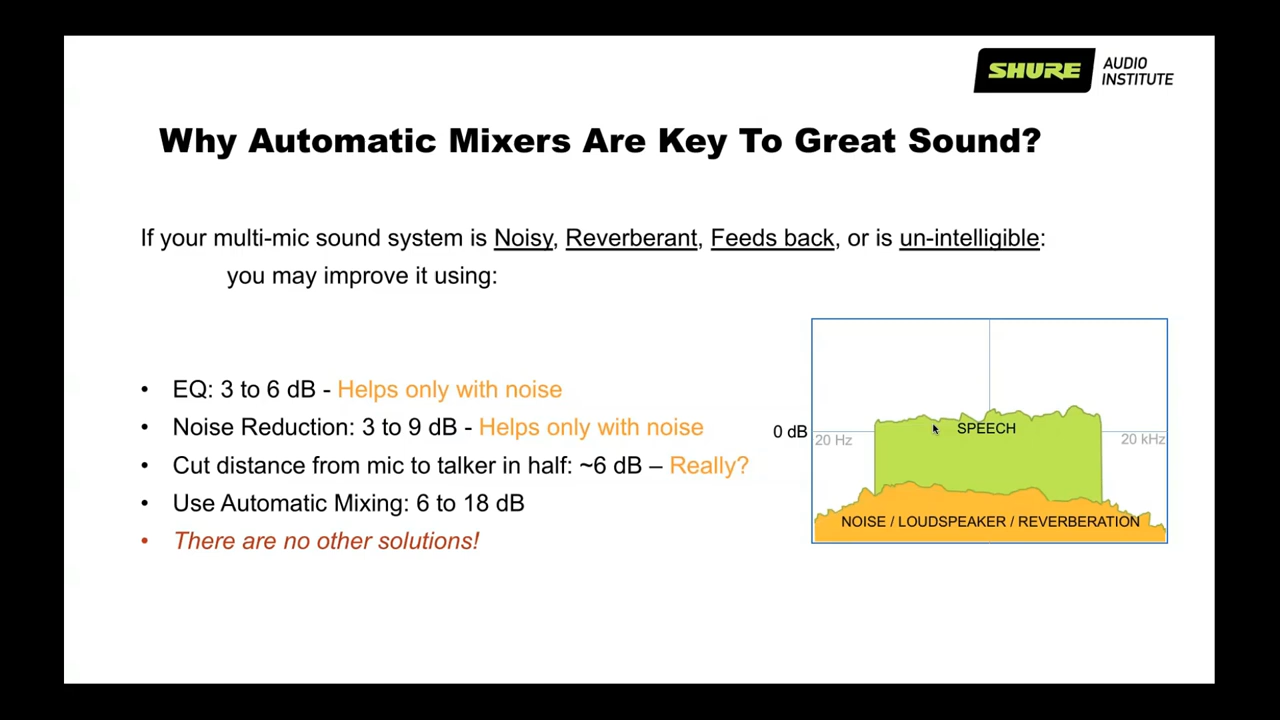 SHURE
AUDIO
INSTITUTE
Why Automatic Mixers Are Key To Great Sound?
If your multi-mic sound system is Noisy, Reverberant, Feeds back, or is un-intelligible:
you may improve it using:
• EQ: 3 to 6 dB - Helps only with noise
• Noise Reduction: 3 to 9 dB - Helps only with noise
• Cut distance from mic to talker in half: ~6 dB – Really?
• Use Automatic Mixing: 6 to 18 dB
• There are no other solutions!
0 dB
20 Hz
SPEECH
20 kHz
NOISE / LOUDSPEAKER / REVERBERATION